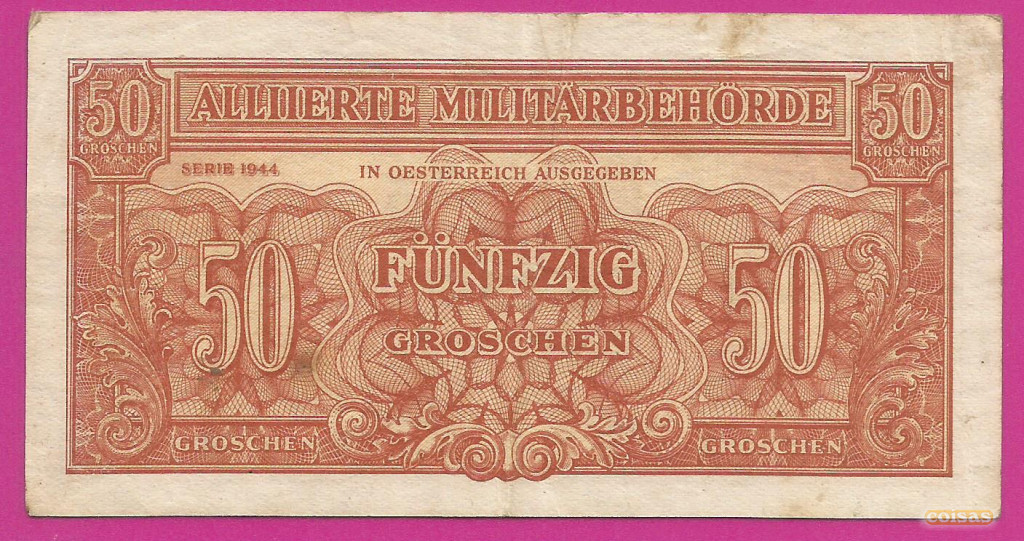 50 ALLIIERTE MILITÄRBEHÖRDE 50
GROSCHEN GROSCHEN
SERIE 1944 IN OESTERREICH AUSGEGEBEN
50 FÜNFZIG 50
GROSCHEN
GROSCHEN GROSCHEN
coisas